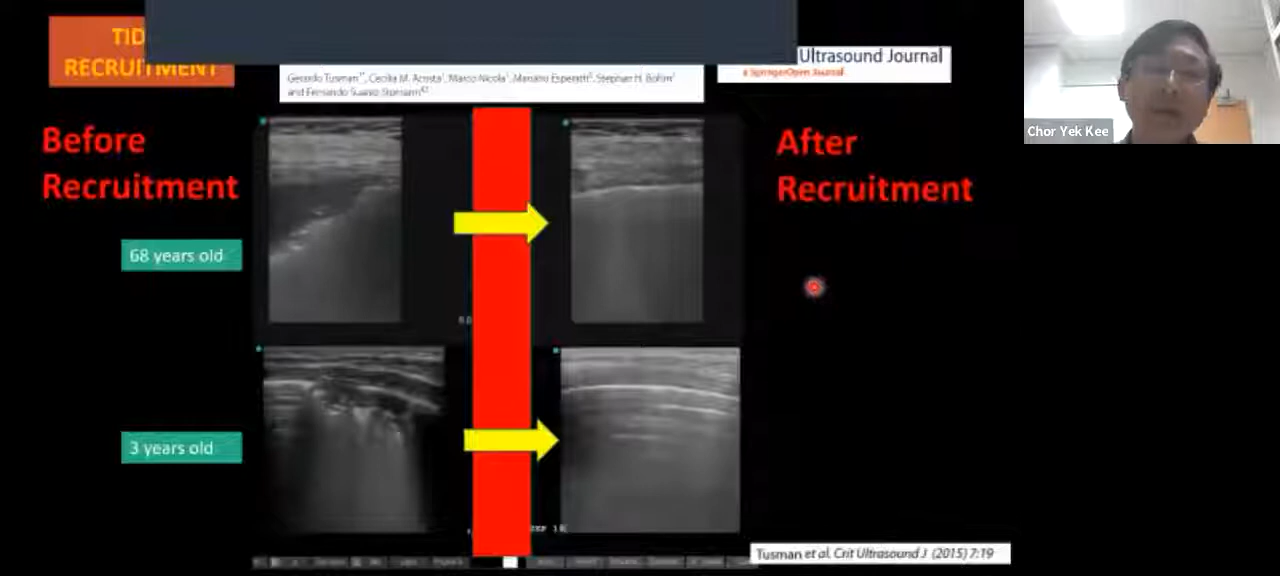 TID
RECRUITMENT
Ultrasound Journal
a SpringerOpen Journal
Gerardo Tusman, Cecilia M. Acosta, Marco Nicola, Mariano Esperatti, Stephan H. Bohm
and Fernando Suarez Sipmann
Chor Yek Kee
Before
Recruitment
After
Recruitment
68 years old
3 years old
Tusman et al. Crit Ultrasound J (2015) 7:19